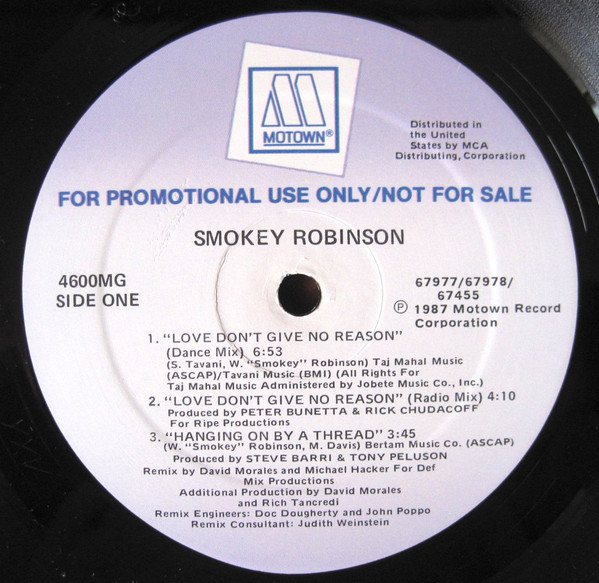 MOTOWN®
Distributed in
the United
States by MCA
Distributing, Corporation
FOR PROMOTIONAL USE ONLY/NOT FOR SALE
SMOKEY ROBINSON
4600MG
SIDE ONE
67977/67978/
67455
℗ 1987 Motown Record
Corporation
1. "LOVE DON'T GIVE NO REASON"
(Dance Mix) 6:53
(S. Tavani, W. "Smokey" Robinson) Taj Mahal Music
(ASCAP)/Tavani Music (BMI) (All Rights For
Taj Mahal Music Administered by Jobete Music Co., Inc.)
2. "LOVE DON'T GIVE NO REASON" (Radio Mix) 4:10
Produced by PETER BUNETTA & RICK CHUDACOFF
For Ripe Productions
3. "HANGING ON BY A THREAD" 3:45
(W. "Smokey" Robinson, M. Davis) Bertam Music Co. (ASCAP)
Produced by STEVE BARRI & TONY PELUSON
Remix by David Morales and Michael Hacker For Def
Mix Productions
Additional Production by David Morales
and Rich Tancredi
Remix Engineers: Doc Dougherty and John Poppo
Remix Consultant: Judith Weinstein